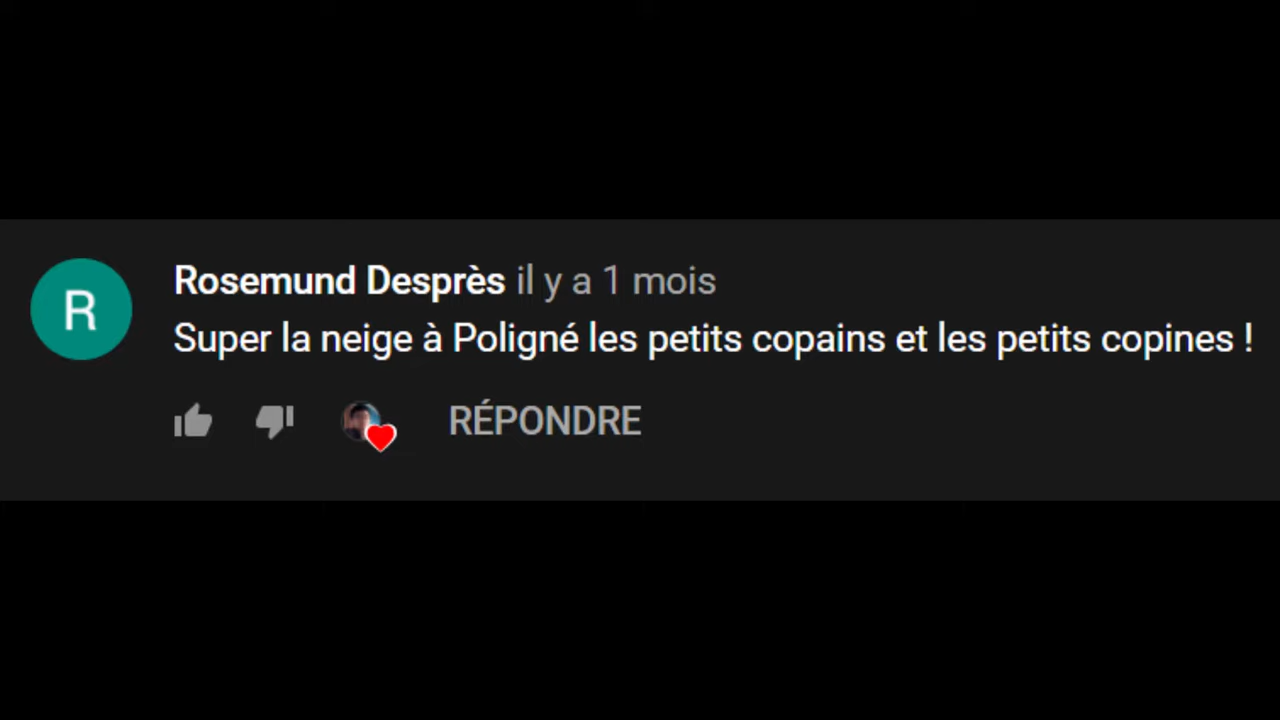 R
Rosemund Desprès il y a 1 mois
Super la neige à Poligné les petits copains et les petits copines !
RÉPONDRE